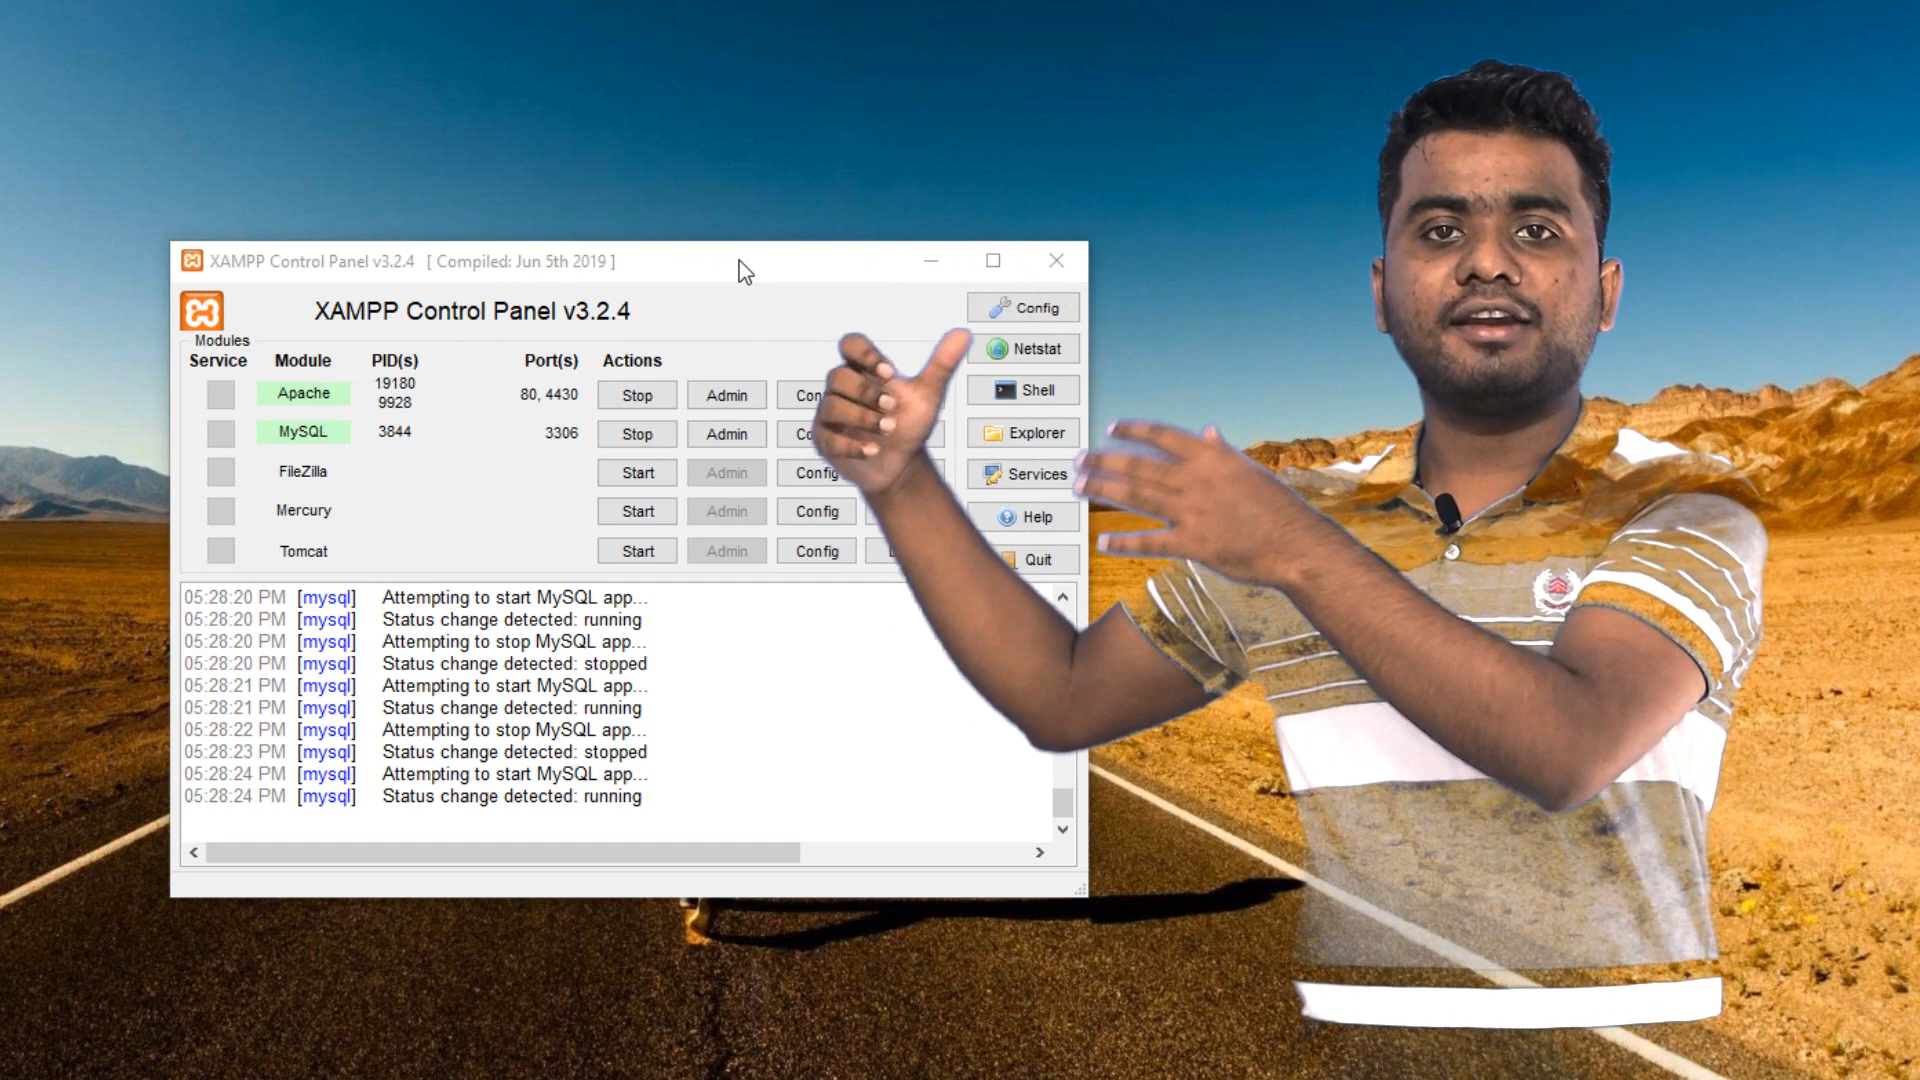 XAMPP Control Panel v3.2.4 [ Compiled: Jun 5th 2019 ]
XAMPP Control Panel v3.2.4
Config
Modules
Netstat
Service Module PID(s) Port(s) Actions
Apache 19180 9928 80, 4430 Stop Admin
Shell
MySQL 3844 3306 Stop Admin
Explorer
FileZilla Start Admin Config
Services
Mercury Start Admin Config
Help
Tomcat Start Admin Config
Quit
05:28:20 PM [mysql] Attempting to start MySQL app...
05:28:20 PM [mysql] Status change detected: running
05:28:20 PM [mysql] Attempting to stop MySQL app...
05:28:20 PM [mysql] Status change detected: stopped
05:28:21 PM [mysql] Attempting to start MySQL app...
05:28:21 PM [mysql] Status change detected: running
05:28:22 PM [mysql] Attempting to stop MySQL app...
05:28:23 PM [mysql] Status change detected: stopped
05:28:24 PM [mysql] Attempting to start MySQL app...
05:28:24 PM [mysql] Status change detected: running